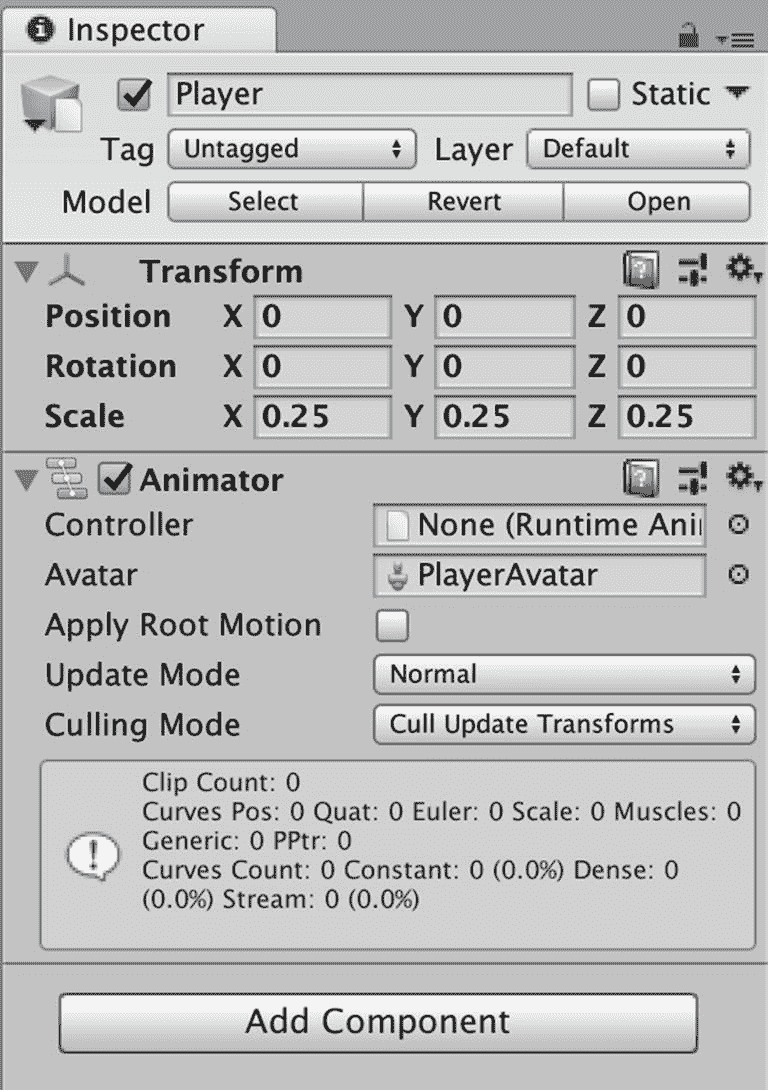 Inspector
Player Static
Tag Untagged Layer Default
Model Select Revert Open
Transform
Position X 0 Y 0 Z 0
Rotation X 0 Y 0 Z 0
Scale X 0.25 Y 0.25 Z 0.25
Animator
Controller None (Runtime Ani
Avatar PlayerAvatar
Apply Root Motion
Update Mode Normal
Culling Mode Cull Update Transforms
Clip Count: 0
Curves Pos: 0 Quat: 0 Euler: 0 Scale: 0 Muscles: 0
Generic: 0 PPtr: 0
Curves Count: 0 Constant: 0 (0.0%) Dense: 0
(0.0%) Stream: 0 (0.0%)
Add Component